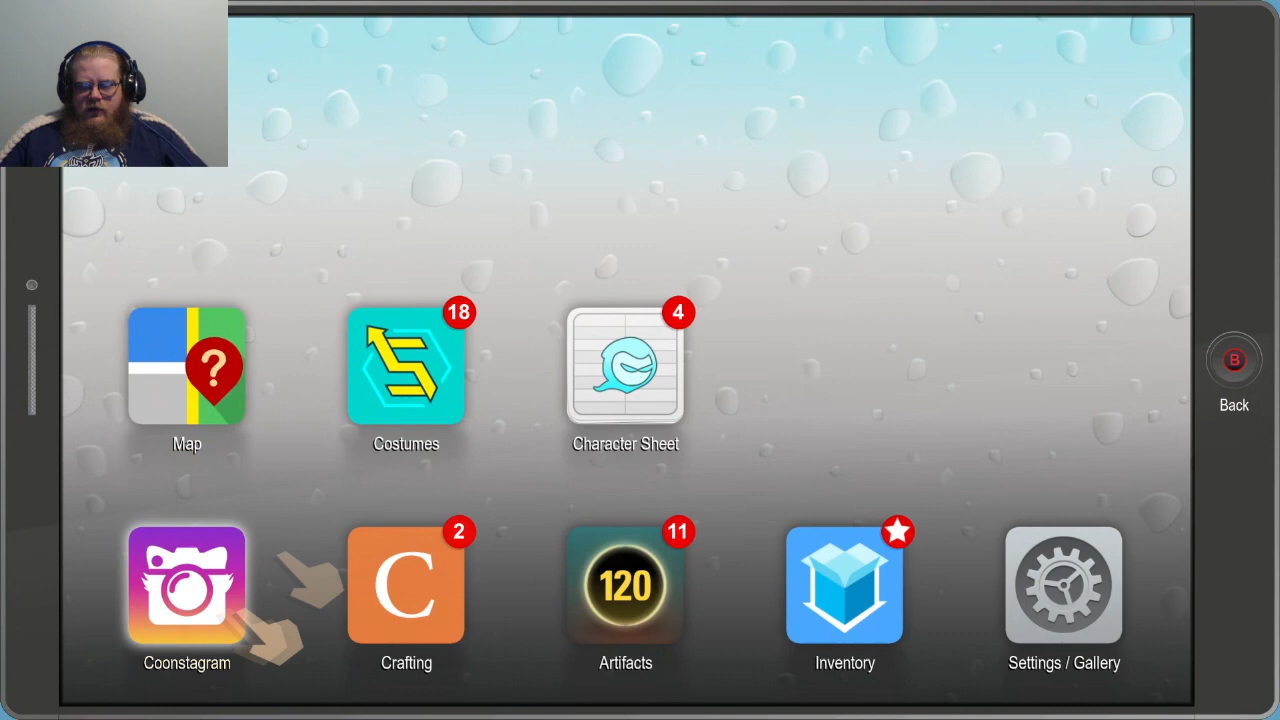 18
4
?
B
Map
Costumes
Character Sheet
Back
2
11
C
120
Coonstagram
Crafting
Artifacts
Inventory
Settings / Gallery